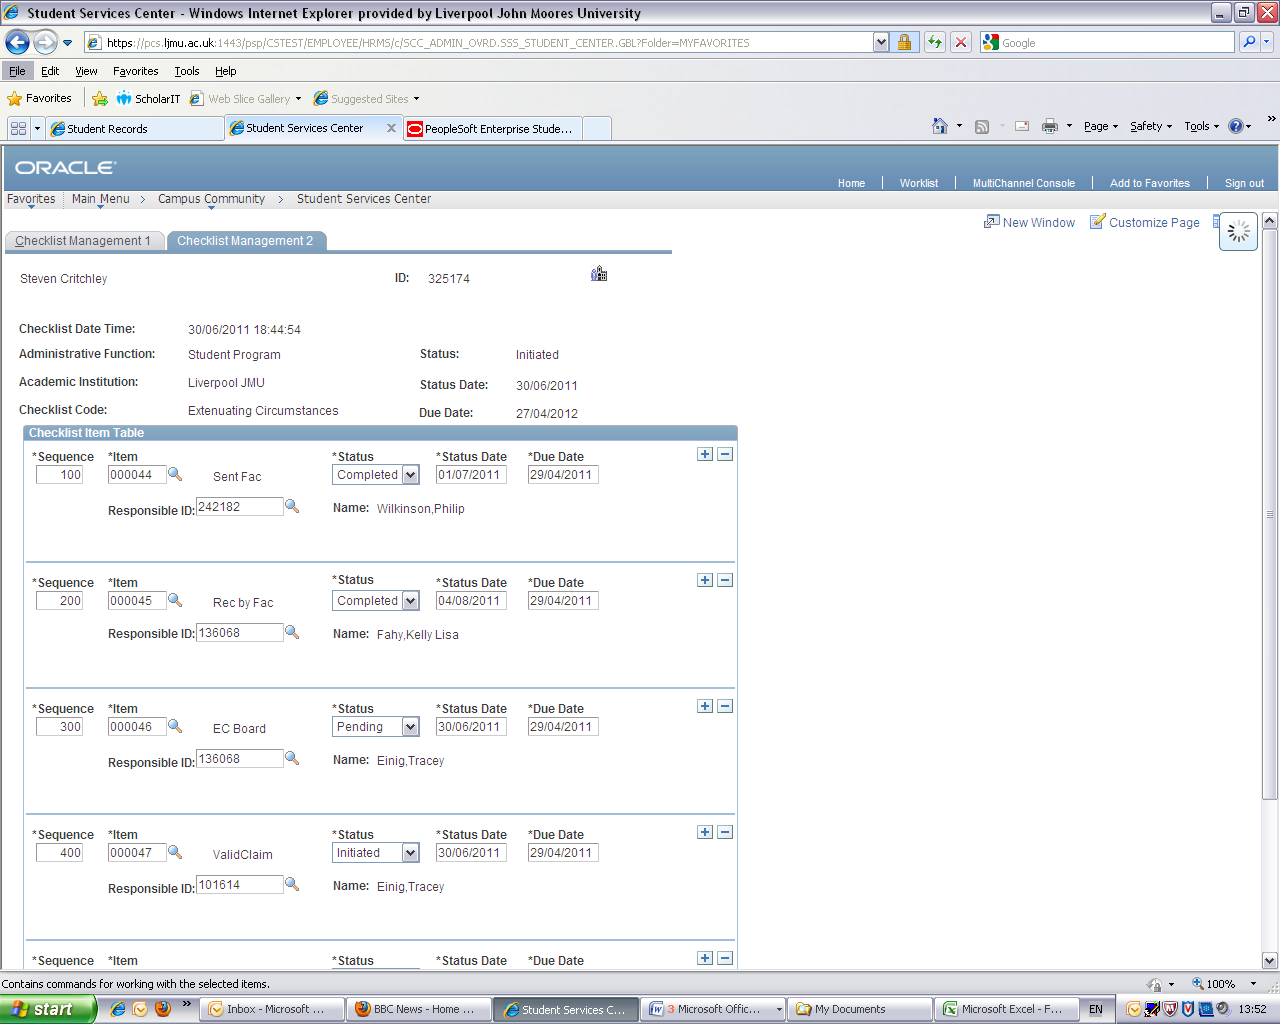 Student Services Center - Windows Internet Explorer provided by Liverpool John Moores University
https://pcs.ljmu.ac.uk:1443/psp/CSTEST/EMPLOYEE/HRMS/c/SCC_ADMIN_OVRD.SSS_STUDENT_CENTER.GBL?Folder=MYFAVORITES Google
File Edit View Favorites Tools Help
Favorites ScholarIT Web Slice Gallery Suggested Sites
Student Records Student Services Center X PeopleSoft Enterprise Stude... Page Safety Tools »
ORACLE
Home Worklist MultiChannel Console Add to Favorites Sign out
Favorites Main Menu > Campus Community > Student Services Center
New Window Customize Page
Checklist Management 1 Checklist Management 2
Steven Critchley ID: 325174
Checklist Date Time: 30/06/2011 18:44:54
Administrative Function: Student Program Status: Initiated
Academic Institution: Liverpool JMU Status Date: 30/06/2011
Checklist Code: Extenuating Circumstances Due Date: 27/04/2012
Checklist Item Table
*Sequence *Item *Status *Status Date *Due Date
100 000044 Sent Fac Completed 01/07/2011 29/04/2011
Responsible ID: 242182 Name: Wilkinson,Philip
*Sequence *Item *Status *Status Date *Due Date
200 000045 Rec by Fac Completed 04/08/2011 29/04/2011
Responsible ID: 136068 Name: Fahy,Kelly Lisa
*Sequence *Item *Status *Status Date *Due Date
300 000046 EC Board Pending 30/06/2011 29/04/2011
Responsible ID: 136068 Name: Einig,Tracey
*Sequence *Item *Status *Status Date *Due Date
400 000047 ValidClaim Initiated 30/06/2011 29/04/2011
Responsible ID: 101614 Name: Einig,Tracey
*Sequence *Item *Status *Status Date *Due Date
Contains commands for working with the selected items. 100%
start » Inbox - Microsoft ... BBC News - Home ... Student Services C... 3 Microsoft Offic... My Documents Microsoft Excel - F... EN 13:52